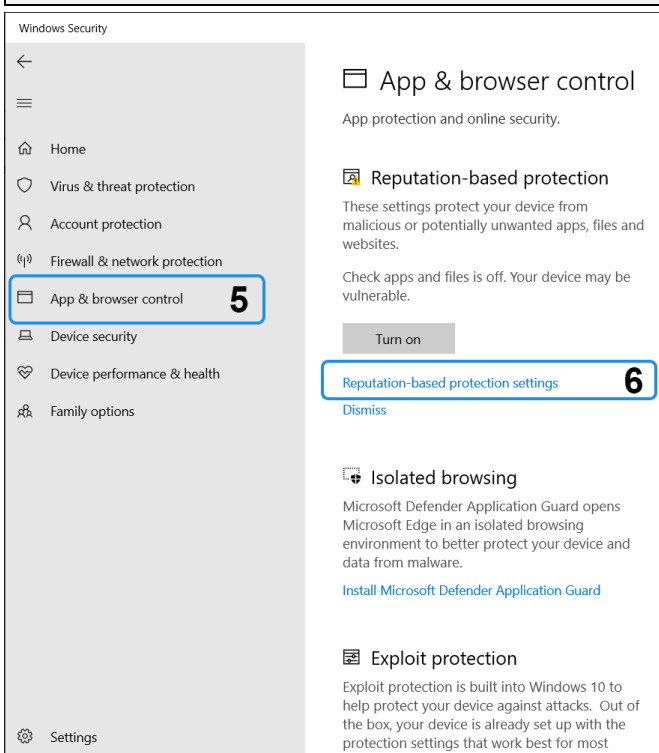 Windows Security
Home
Virus & threat protection
Account protection
Firewall & network protection
App & browser control 5
Device security
Device performance & health
Family options
Settings
App & browser control
App protection and online security.
Reputation-based protection
These settings protect your device from
malicious or potentially unwanted apps, files and
websites.
Check apps and files is off. Your device may be
vulnerable.
Turn on
Reputation-based protection settings 6
Dismiss
Isolated browsing
Microsoft Defender Application Guard opens
Microsoft Edge in an isolated browsing
environment to better protect your device and
data from malware.
Install Microsoft Defender Application Guard
Exploit protection
Exploit protection is built into Windows 10 to
help protect your device against attacks.  Out of
the box, your device is already set up with the
protection settings that work best for most